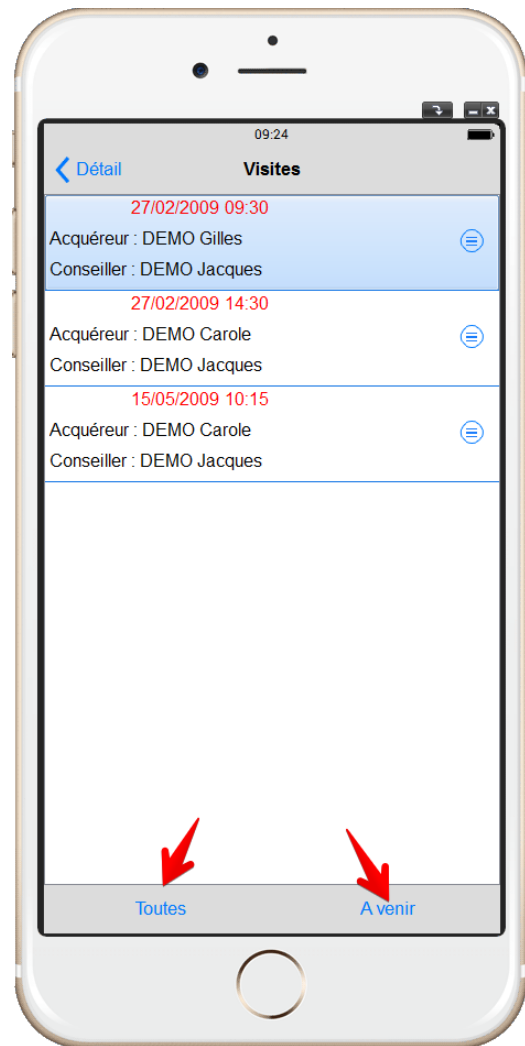 09:24
Détail
Visites
27/02/2009 09:30
Acquéreur : DEMO Gilles
Conseiller : DEMO Jacques
27/02/2009 14:30
Acquéreur : DEMO Carole
Conseiller : DEMO Jacques
15/05/2009 10:15
Acquéreur : DEMO Carole
Conseiller : DEMO Jacques
Toutes
A venir